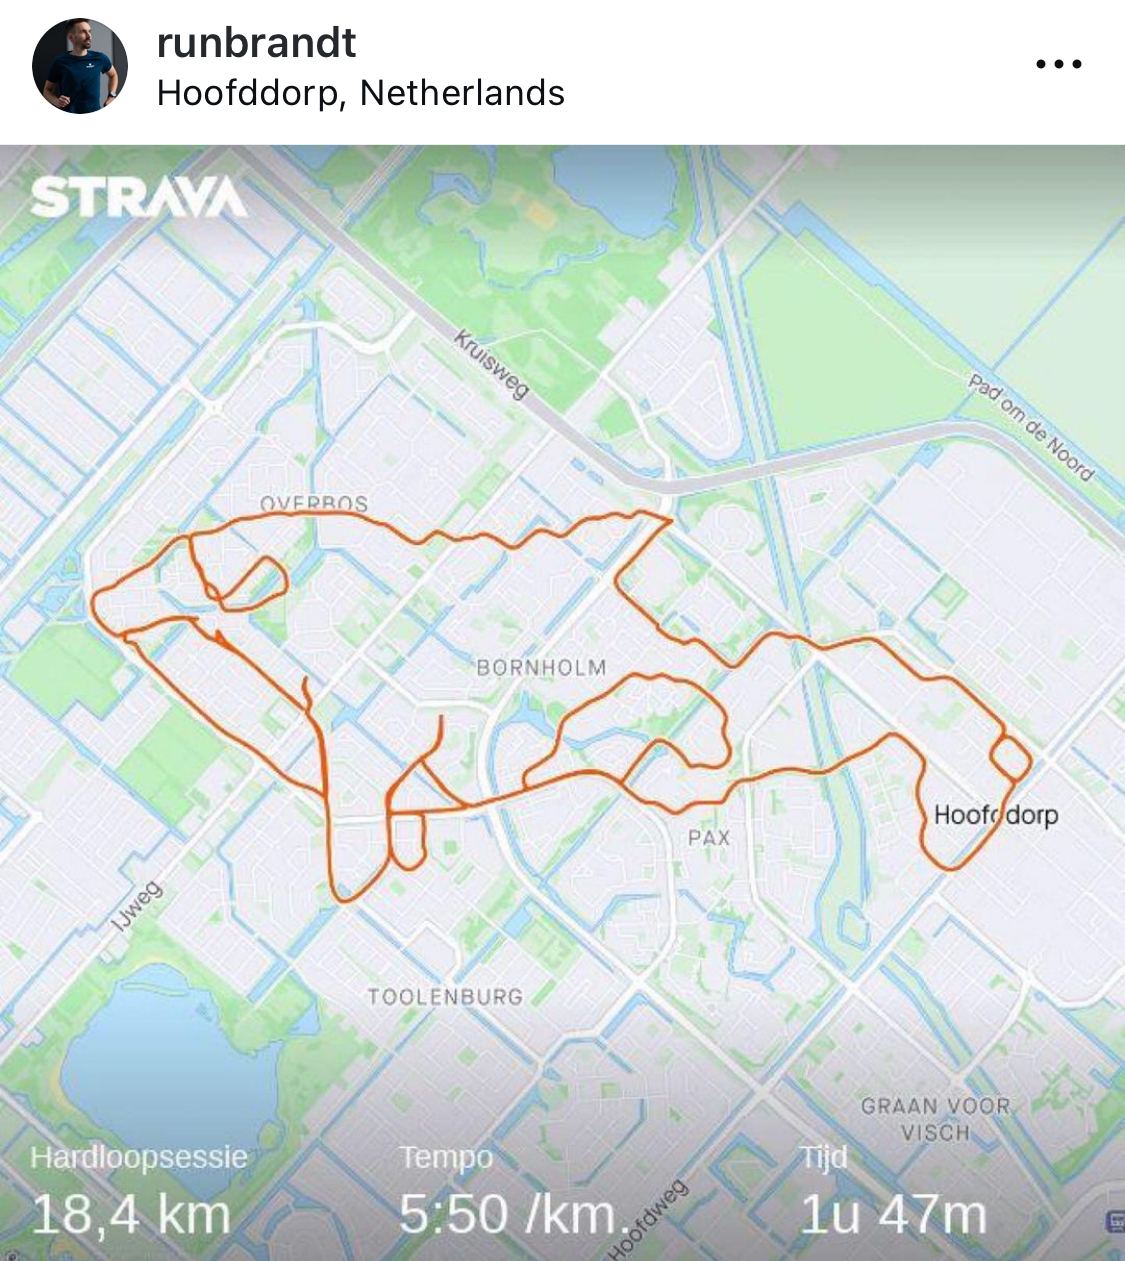 runbrandt
Hoofddorp, Netherlands
STRAVA
Kruisweg
Pad om de Noord
OVERBOS
BORNHOLM
Hoofddorp
PAX
IJweg
TOOLENBURG
GRAAN VOOR
VISCH
Hoofdweg
Hardloopsessie
18,4 km
Tempo
5:50 /km.
Tijd
1u 47m